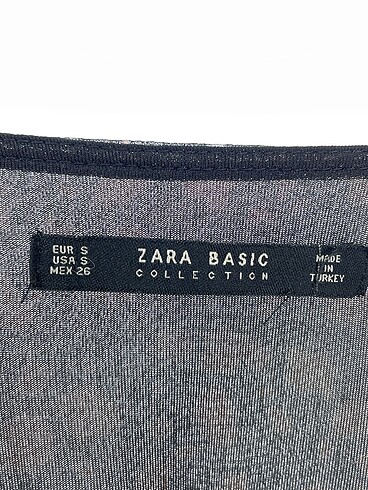 EUR S
USA S
MEX 26
ZARA BASIC
COLLECTION
MADE
IN
TURKEY